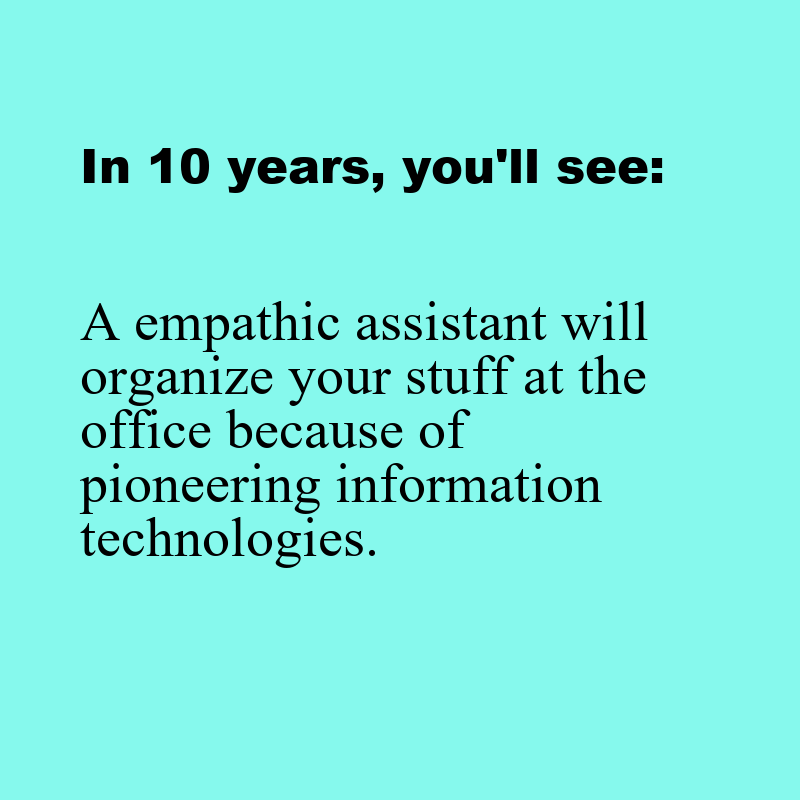 In 10 years, you'll see:
A empathic assistant will
organize your stuff at the
office because of
pioneering information
technologies.